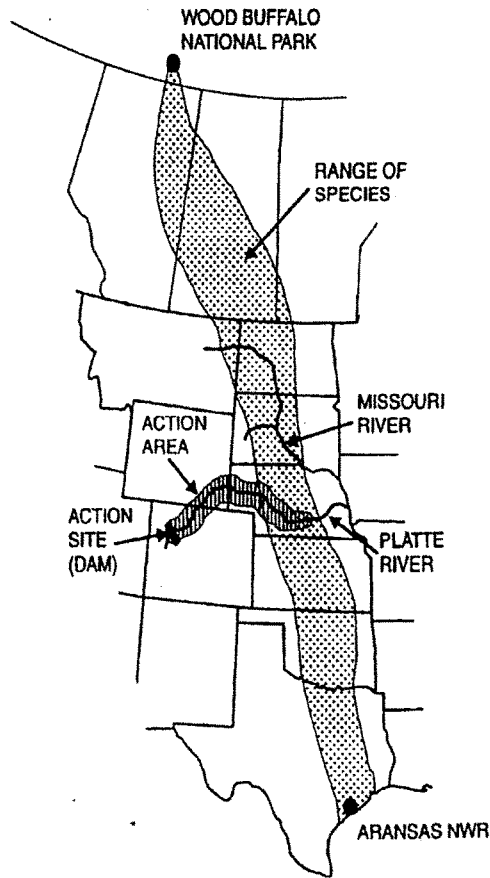 WOOD BUFFALO
NATIONAL PARK
RANGE OF
SPECIES
MISSOURI
RIVER
ACTION
AREA
ACTION
SITE
(DAM)
PLATTE
RIVER
ARANSAS NWR